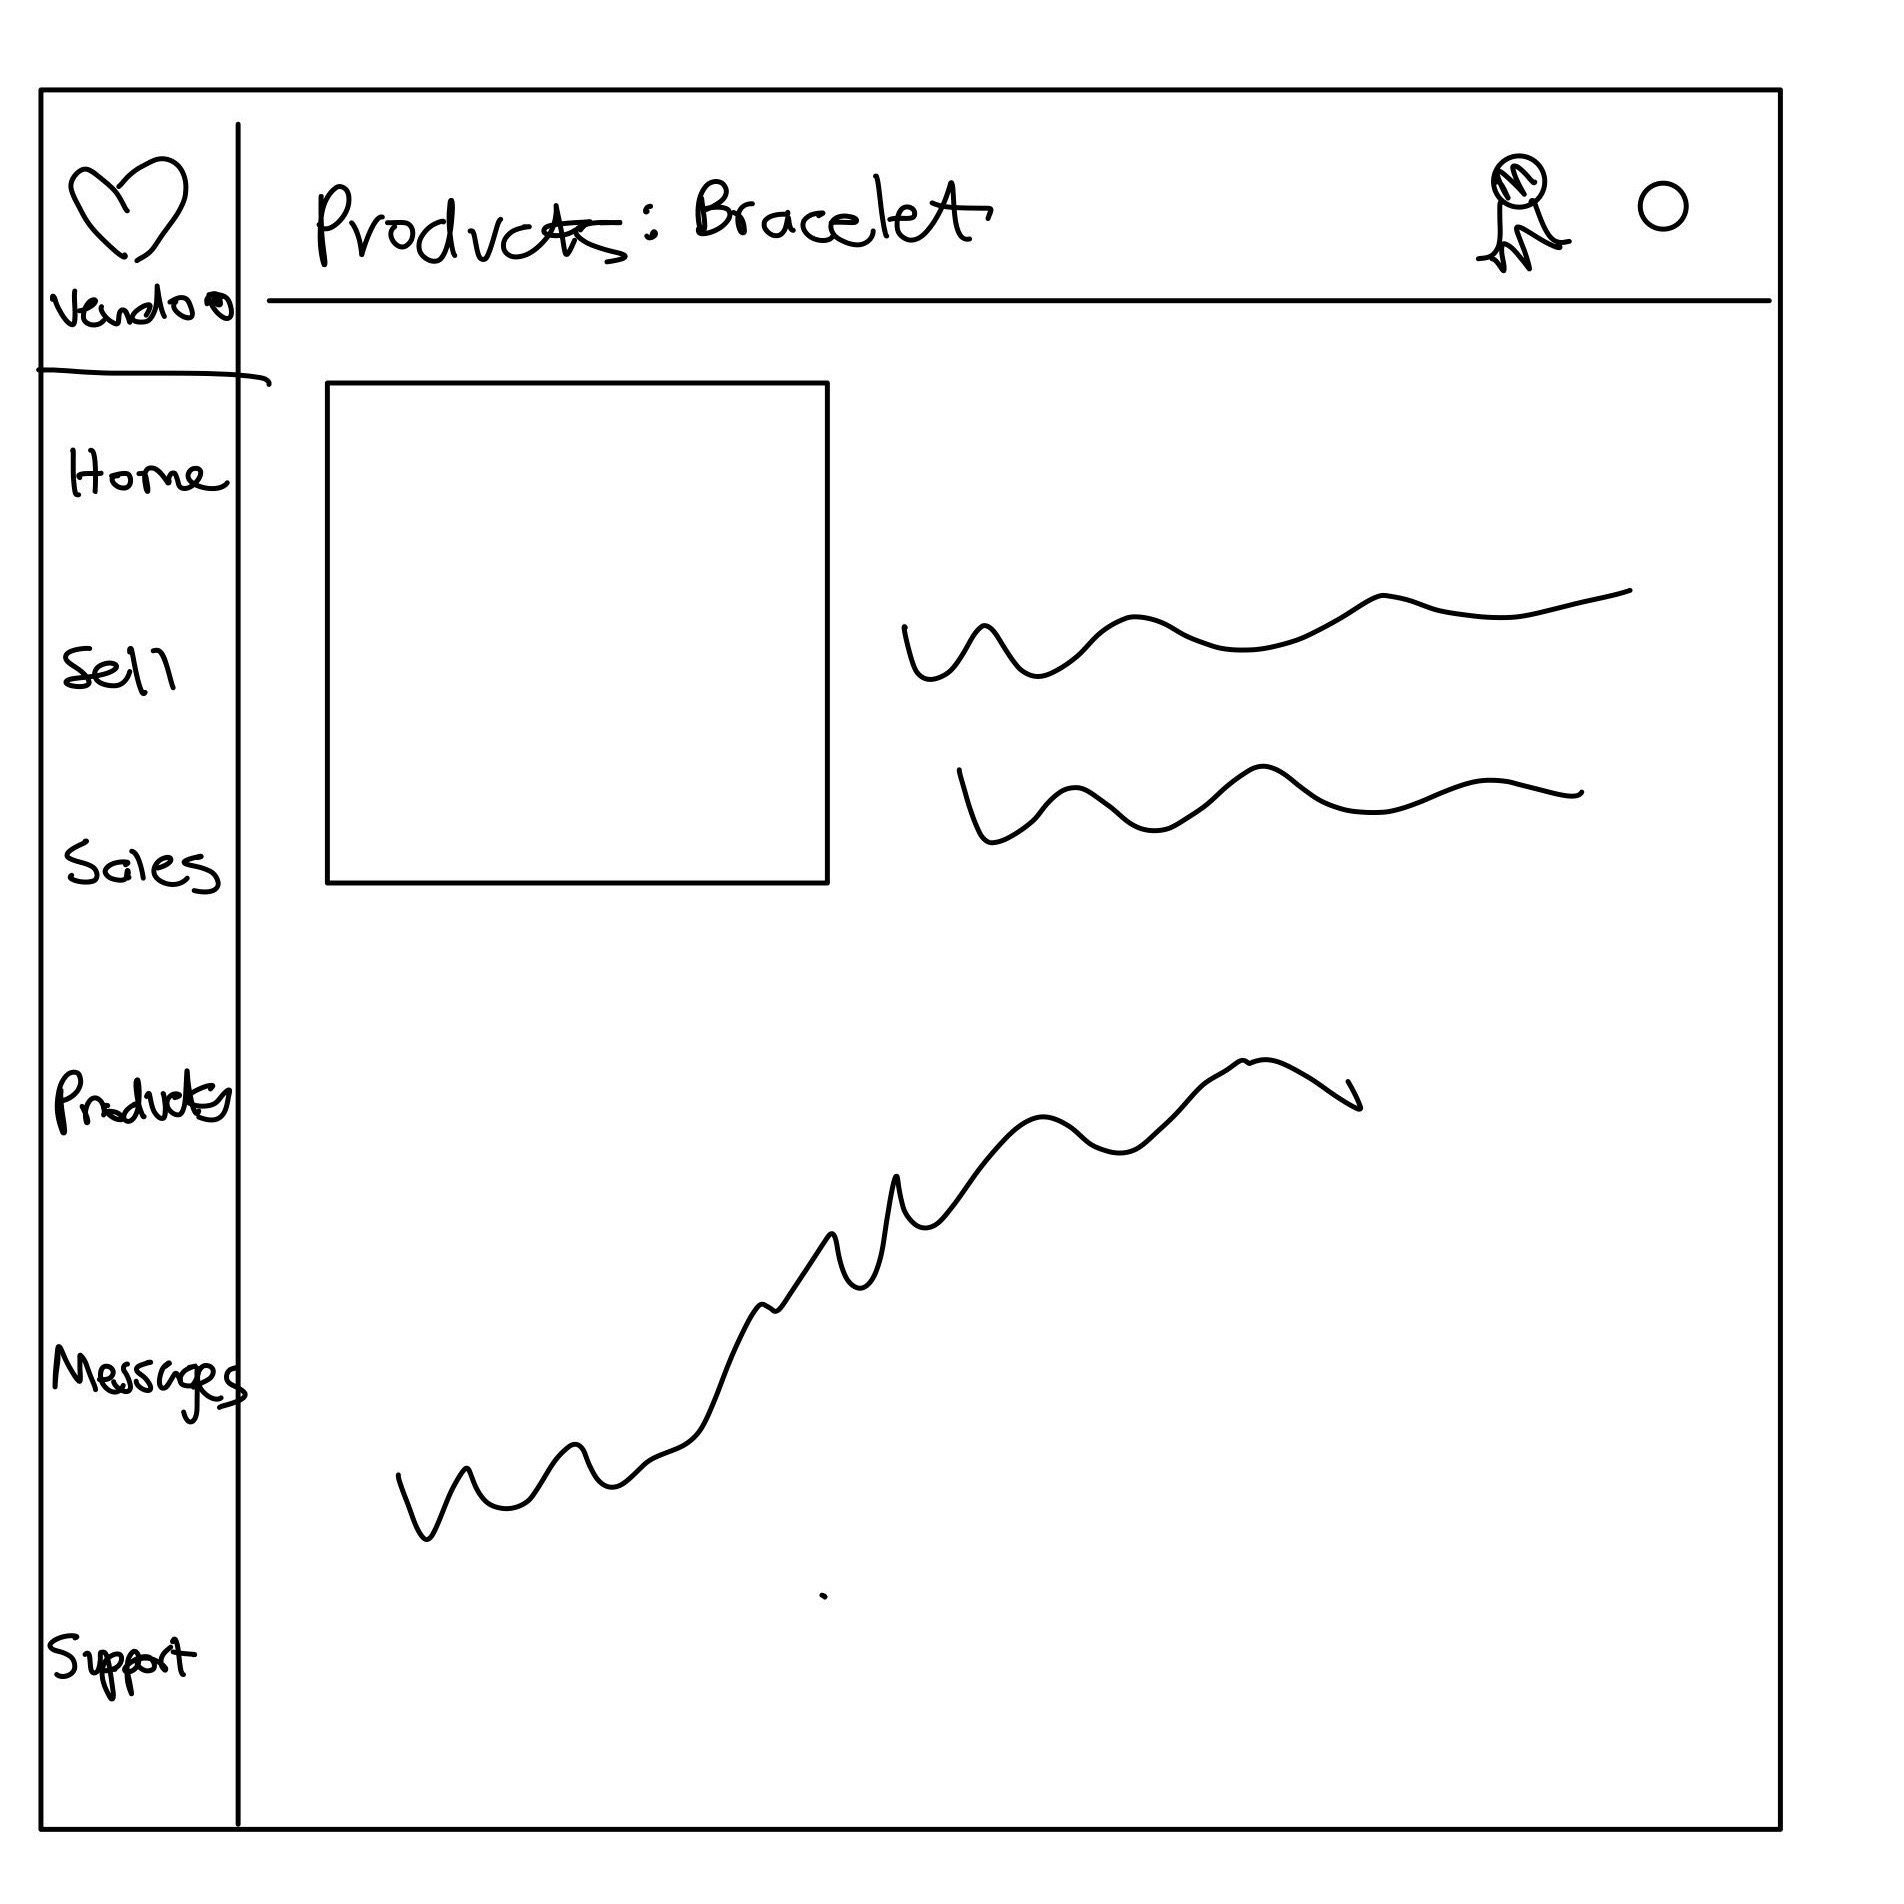 Vendoo
Products: Bracelet
Home
Sell
Sales
Products
Messages
Support